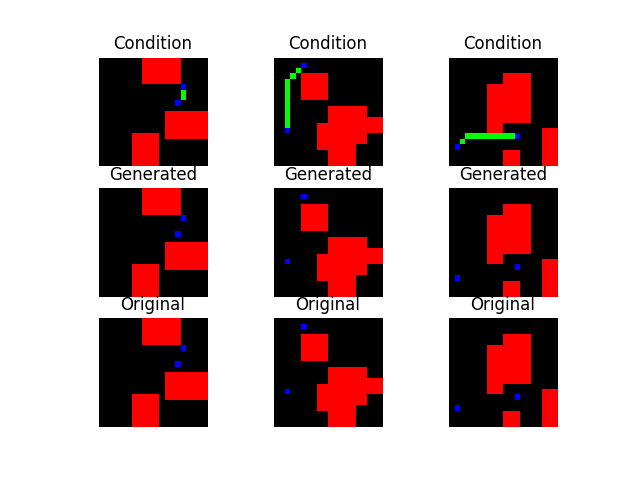 Condition Condition Condition
Generated Generated Generated
Original Original Original